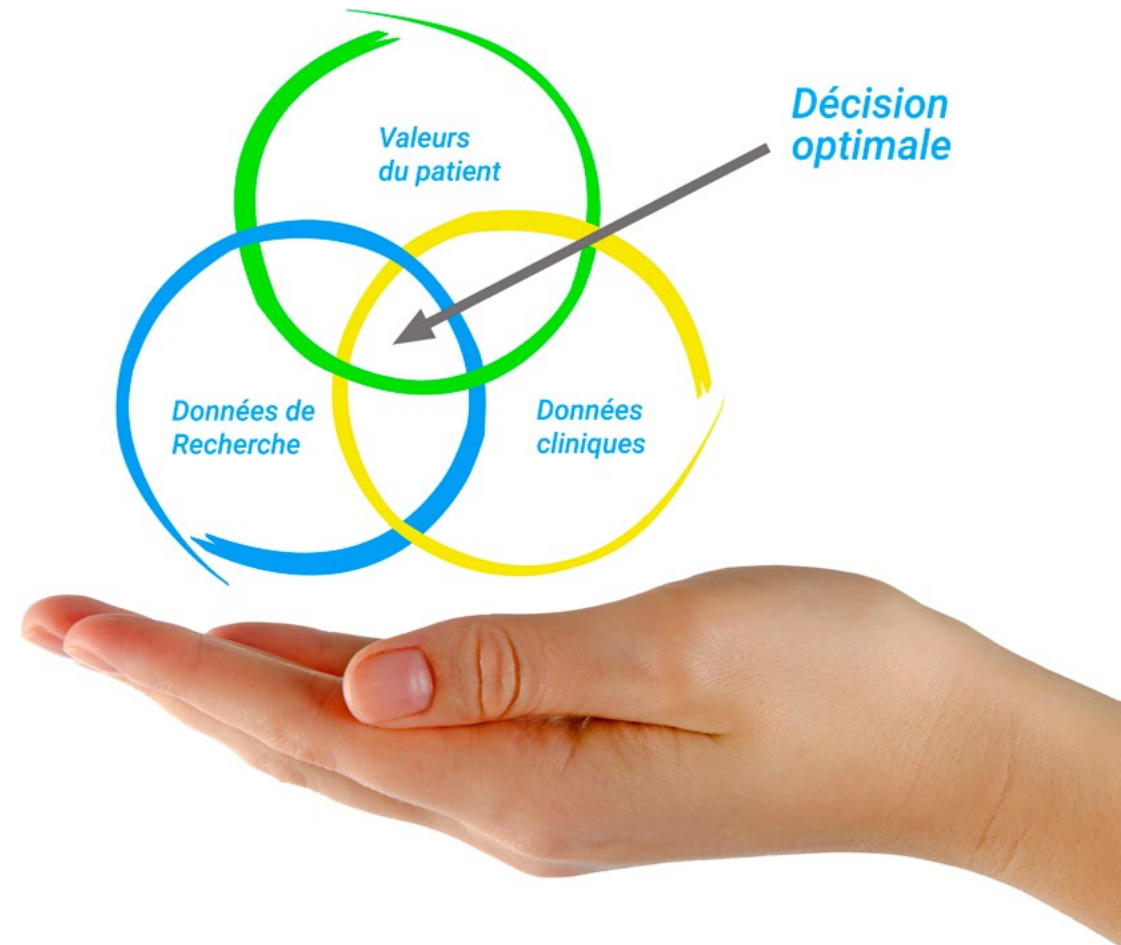 Décision
optimale
Valeurs
du patient
Données de
Recherche
Données
cliniques